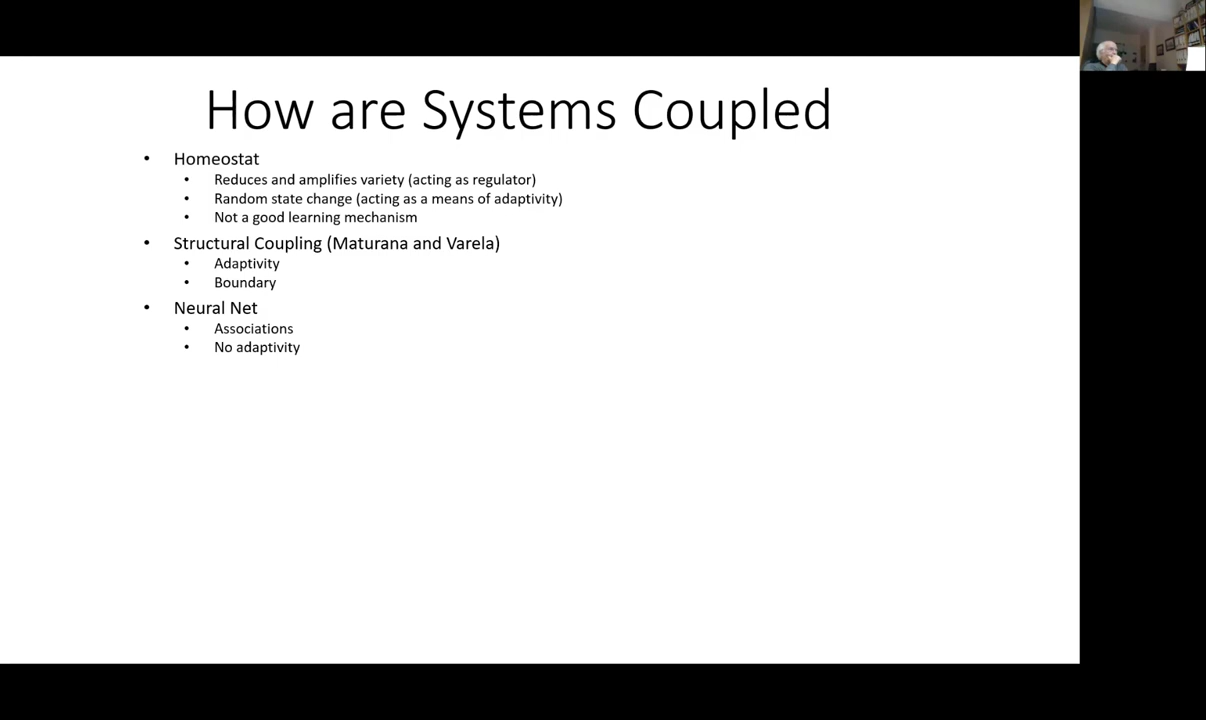 How are Systems Coupled
• Homeostat
• Reduces and amplifies variety (acting as regulator)
• Random state change (acting as a means of adaptivity)
• Not a good learning mechanism
• Structural Coupling (Maturana and Varela)
• Adaptivity
• Boundary
• Neural Net
• Associations
• No adaptivity